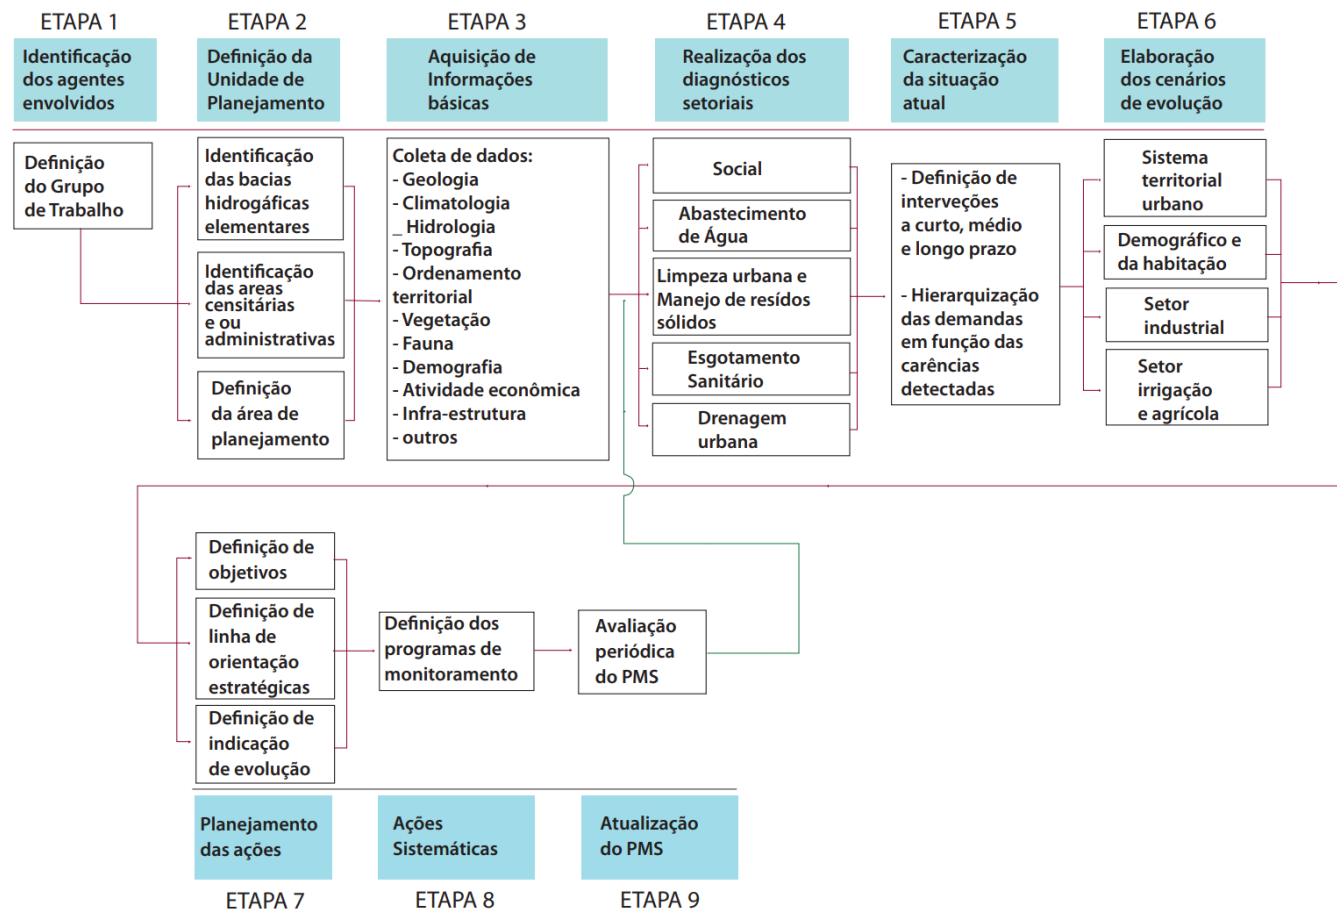 ETAPA 1
ETAPA 2
ETAPA 3
ETAPA 4
ETAPA 5
ETAPA 6
Identificação
dos agentes
envolvidos
Definição da
Unidade de
Planejamento
Aquisição de
Informações
básicas
Realizaçõa dos
diagnósticos
setoriais
Caracterização
da situação
atual
Elaboração
dos cenários
de evolução
Definição
do Grupo
de Trabalho
Identificação
das bacias
hidrogáficas
elementares
Identificação
das areas
censitárias
e ou
administrativas
Definição
da área de
planejamento
Coleta de dados:
- Geologia
- Climatologia
_ Hidrologia
- Topografia
- Ordenamento
territorial
- Vegetação
- Fauna
- Demografia
- Atividade econômica
- Infra-estrutura
- outros
Social
Abastecimento
de Água
Limpeza urbana e
Manejo de resídos
sólidos
Esgotamento
Sanitário
Drenagem
urbana
- Definição de
interveções
a curto, médio
e longo prazo
- Hierarquização
das demandas
em função das
carências
detectadas
Sistema
territorial
urbano
Demográfico e
da habitação
Setor
industrial
Setor
irrigação
e agrícola
Definição de
objetivos
Definição de
linha de
orientação
estratégicas
Definição de
indicação
de evolução
Definição dos
programas de
monitoramento
Avaliação
periódica
do PMS
Planejamento
das ações
Ações
Sistemáticas
Atualização
do PMS
ETAPA 7
ETAPA 8
ETAPA 9